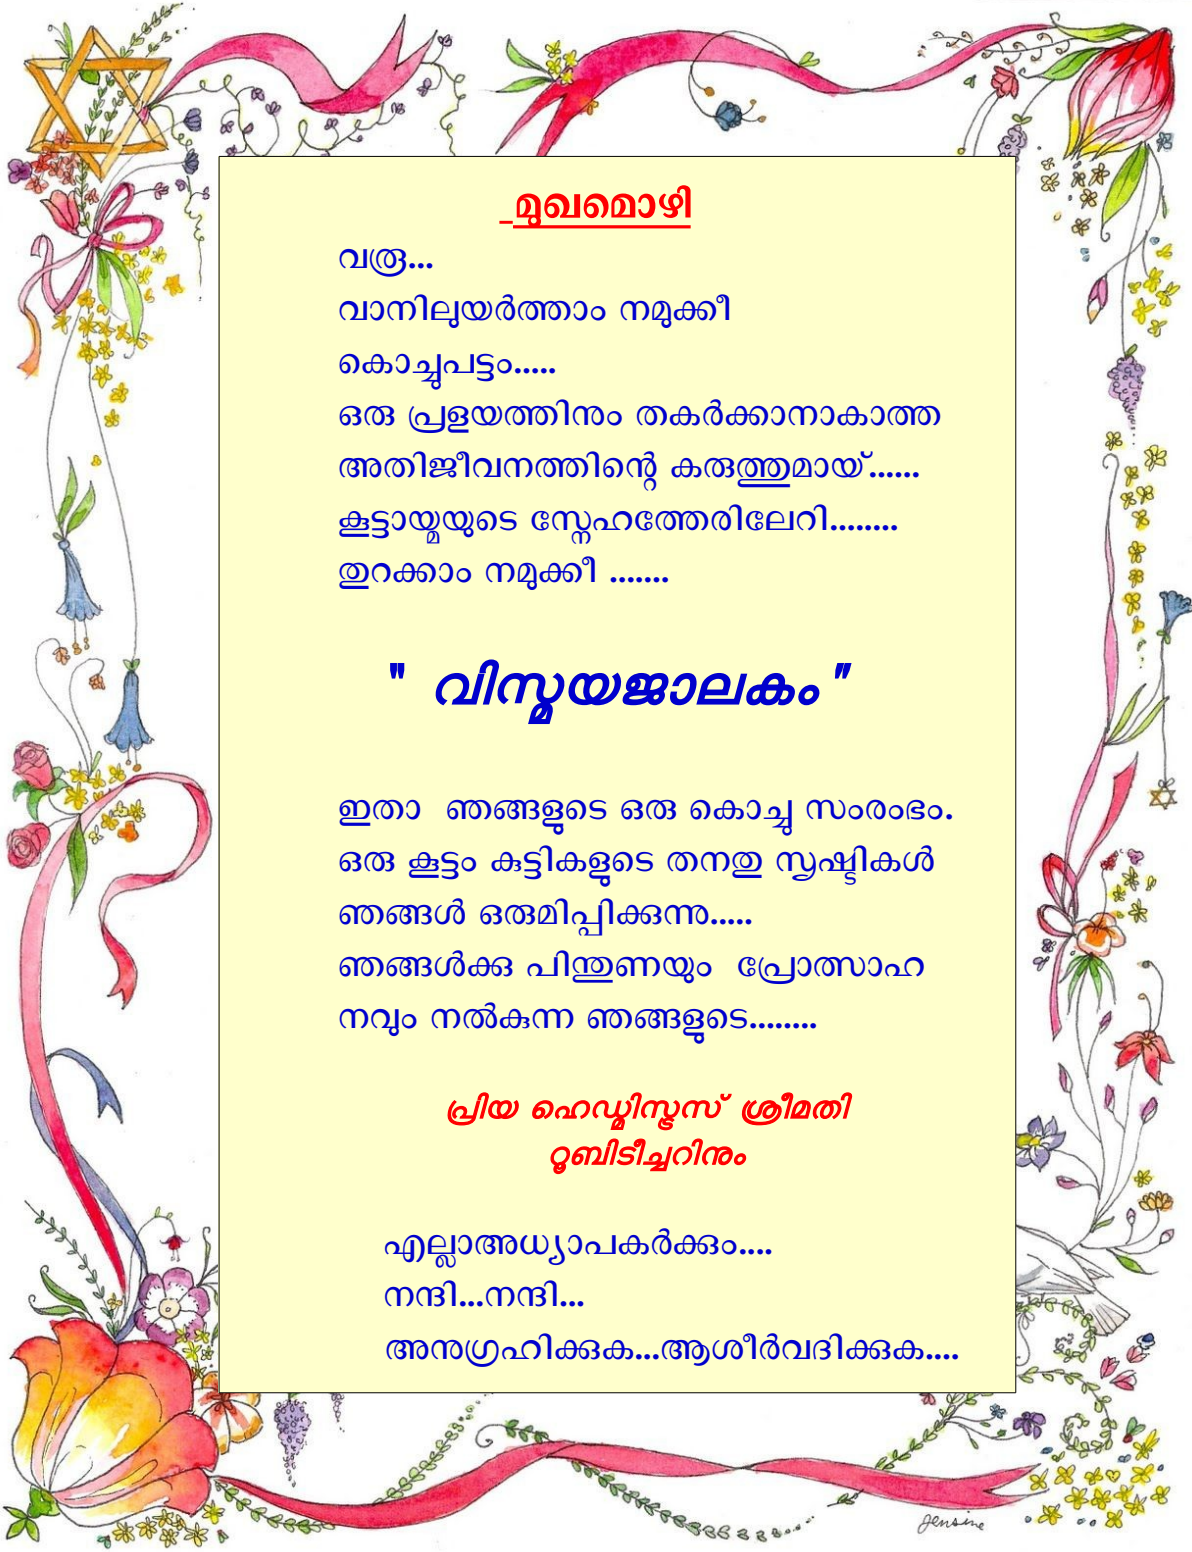 _മുഖമൊഴി
വരൂ...
വാനിലുയർത്താം നമുക്കീ
കൊച്ചുപട്ടം.....
ഒരു പ്രളയത്തിനും തകർക്കാനാകാത്ത
അതിജീവനത്തിന്റെ കരുത്തുമായ്......
കൂട്ടായ്മയുടെ സ്നേഹത്തേരിലേറി........
തുറക്കാം നമുക്കീ .......
" വിസ്മയജാലകം"
ഇതാ ഞങ്ങളുടെ ഒരു കൊച്ചു സംരംഭം.
ഒരു കൂട്ടം കുട്ടികളുടെ തനതു സൃഷ്ടികൾ
ഞങ്ങൾ ഒരുമിപ്പിക്കുന്നു.....
ഞങ്ങൾക്കു പിന്തുണയും പ്രോത്സാഹ
നവും നൽകുന്ന ഞങ്ങളുടെ........
പ്രിയ ഹെഡ്മിസ്ട്രസ് ശ്രീമതി
റൂബിടീച്ചറിനും
എല്ലാഅധ്യാപകർക്കും....
നന്ദി...നന്ദി...
അനുഗ്രഹിക്കുക...ആശീർവദിക്കുക....
Jensine